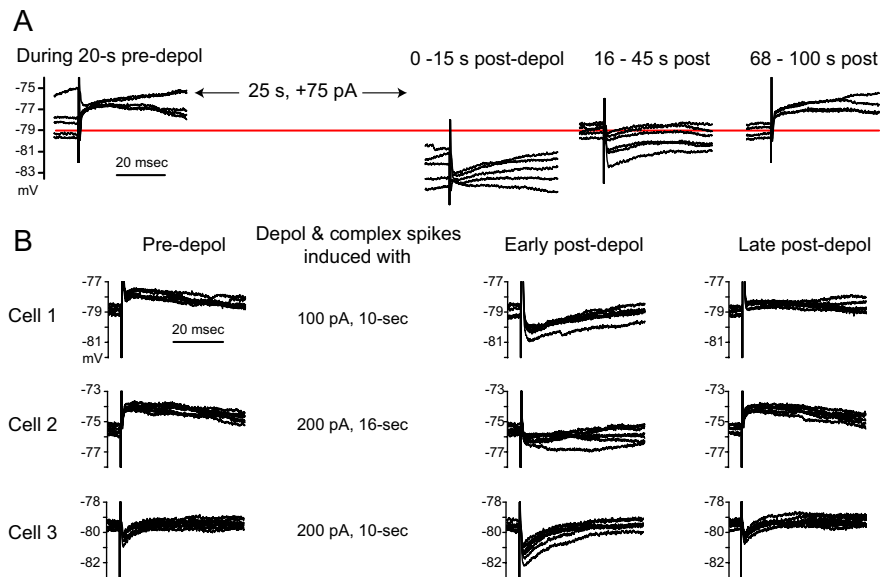 A
During 20-s pre-depol
0 -15 s post-depol
16 - 45 s post
68 - 100 s post
-75
-77
-79
-81
-83
mV
25 s, +75 pA
20 msec
B
Pre-depol
Depol & complex spikes
induced with
Early post-depol
Late post-depol
Cell 1
-77
-79
-81
mV
20 msec
100 pA, 10-sec
-77
-79
-81
-77
-79
-81
Cell 2
-73
-75
-77
200 pA, 16-sec
-73
-75
-77
-73
-75
-77
Cell 3
-78
-80
-82
200 pA, 10-sec
-78
-80
-82
-78
-80
-82